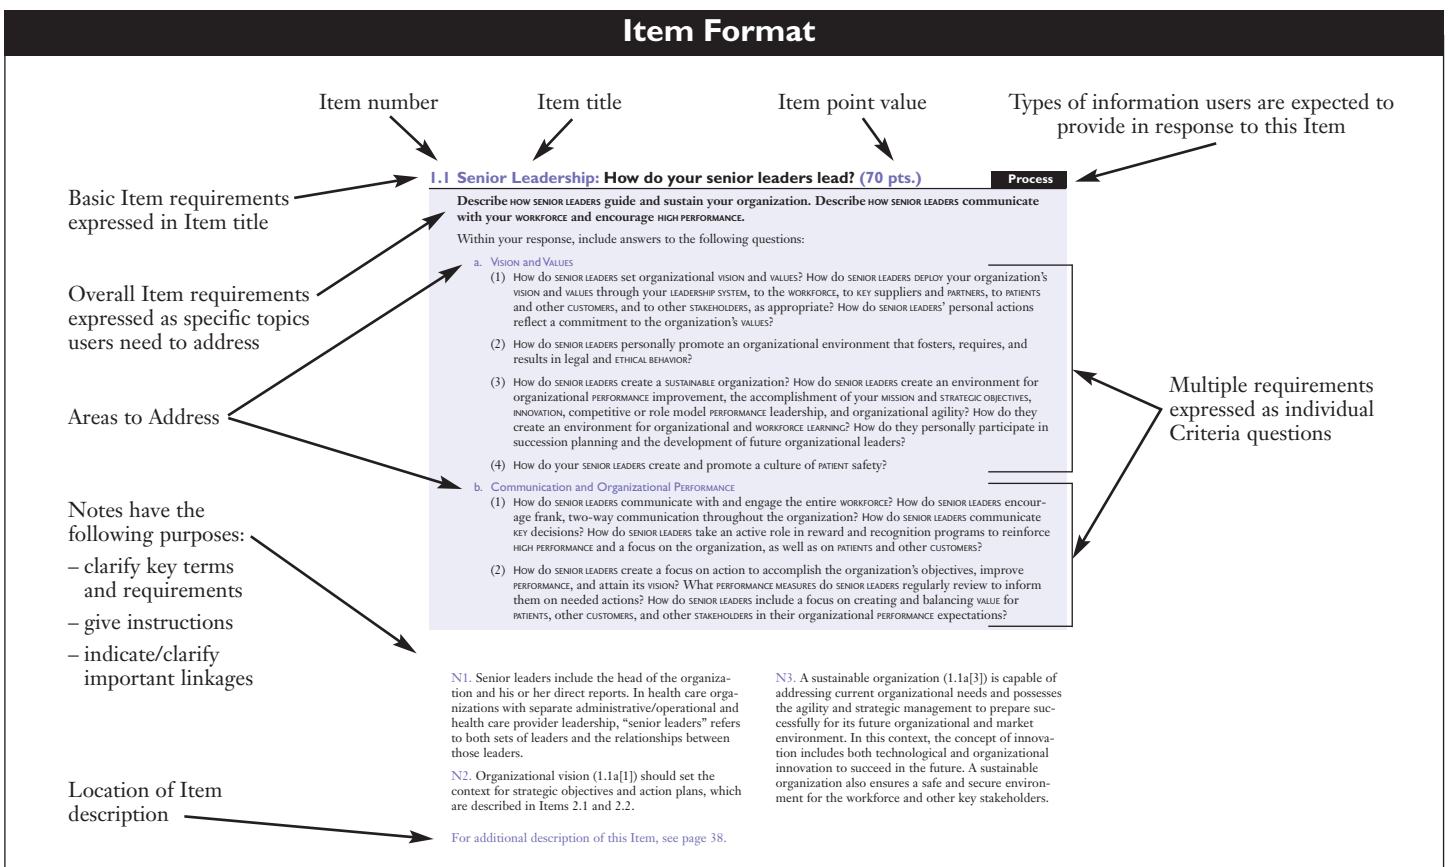 Item Format
Item number
Item title
Item point value
Types of information users are expected to
provide in response to this Item
Basic Item requirements
expressed in Item title
Overall Item requirements
expressed as specific topics
users need to address
Areas to Address
Notes have the
following purposes:
– clarify key terms
and requirements
– give instructions
– indicate/clarify
important linkages
Location of Item
description
1.1 Senior Leadership: How do your senior leaders lead? (70 pts.)
Process
Describe HOW SENIOR LEADERS guide and sustain your organization. Describe HOW SENIOR LEADERS communicate
with your WORKFORCE and encourage HIGH PERFORMANCE.
Within your response, include answers to the following questions:
a. VISION and VALUES
(1) HOW do SENIOR LEADERS set organizational VISION and VALUES? HOW do SENIOR LEADERS DEPLOY your organization's
VISION and VALUES through your LEADERSHIP SYSTEM, to the WORKFORCE, to KEY suppliers and PARTNERS, to PATIENTS
and other CUSTOMERS, and to other STAKEHOLDERS, as appropriate? HOW do SENIOR LEADERS' personal actions
reflect a commitment to the organization's VALUES?
(2) HOW do SENIOR LEADERS personally promote an organizational environment that fosters, requires, and
results in legal and ETHICAL BEHAVIOR?
(3) HOW do SENIOR LEADERS create a SUSTAINABLE organization? HOW do SENIOR LEADERS create an environment for
organizational PERFORMANCE improvement, the accomplishment of your MISSION and STRATEGIC OBJECTIVES,
INNOVATION, competitive or role model PERFORMANCE leadership, and organizational agility? HOW do they
create an environment for organizational and WORKFORCE LEARNING? HOW do they personally participate in
succession planning and the development of future organizational leaders?
(4) HOW do your SENIOR LEADERS create and promote a culture of PATIENT safety?
b. Communication and Organizational PERFORMANCE
(1) HOW do SENIOR LEADERS communicate with and engage the entire WORKFORCE? HOW do SENIOR LEADERS encour-
age frank, two-way communication throughout the organization? HOW do SENIOR LEADERS communicate
KEY decisions? HOW do SENIOR LEADERS take an active role in reward and recognition programs to reinforce
HIGH PERFORMANCE and a focus on the organization, as well as on PATIENTS and other CUSTOMERS?
(2) HOW do SENIOR LEADERS create a focus on action to accomplish the organization's objectives, improve
PERFORMANCE, and attain its VISION? What PERFORMANCE MEASURES do SENIOR LEADERS regularly review to inform
them on needed actions? HOW do SENIOR LEADERS include a focus on creating and balancing VALUE for
PATIENTS, other CUSTOMERS, and other STAKEHOLDERS in their organizational PERFORMANCE expectations?
Multiple requirements
expressed as individual
Criteria questions
N1. Senior leaders include the head of the organiza-
tion and his or her direct reports. In health care orga-
nizations with separate administrative/operational and
health care provider leadership, “senior leaders” refers
to both sets of leaders and the relationships between
those leaders.
N2. Organizational vision (1.1a[1]) should set the
context for strategic objectives and action plans, which
are described in Items 2.1 and 2.2.
For additional description of this Item, see page 38.
N3. A sustainable organization (1.1a[3]) is capable of
addressing current organizational needs and possesses
the agility and strategic management to prepare suc-
cessfully for its future organizational and market
environment. In this context, the concept of innova-
tion includes both technological and organizational
innovation to succeed in the future. A sustainable
organization also ensures a safe and secure environ-
ment for the workforce and other key stakeholders.